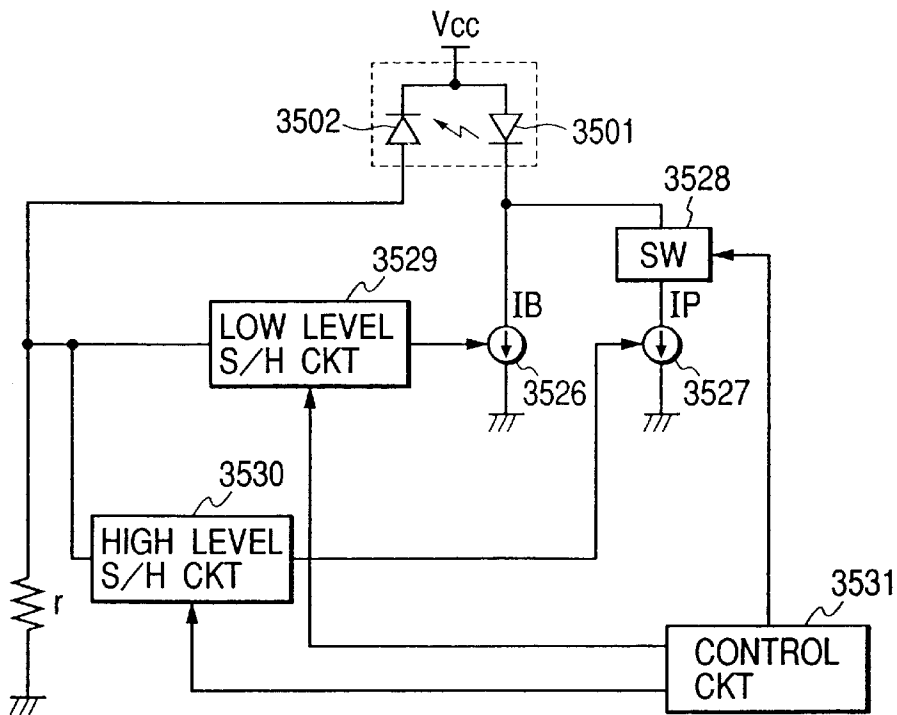 Vcc
3502
3501
3528
SW
3529
LOW LEVEL
S/H CKT
IB
IP
3526
3527
3530
HIGH LEVEL
S/H CKT
r
3531
CONTROL
CKT